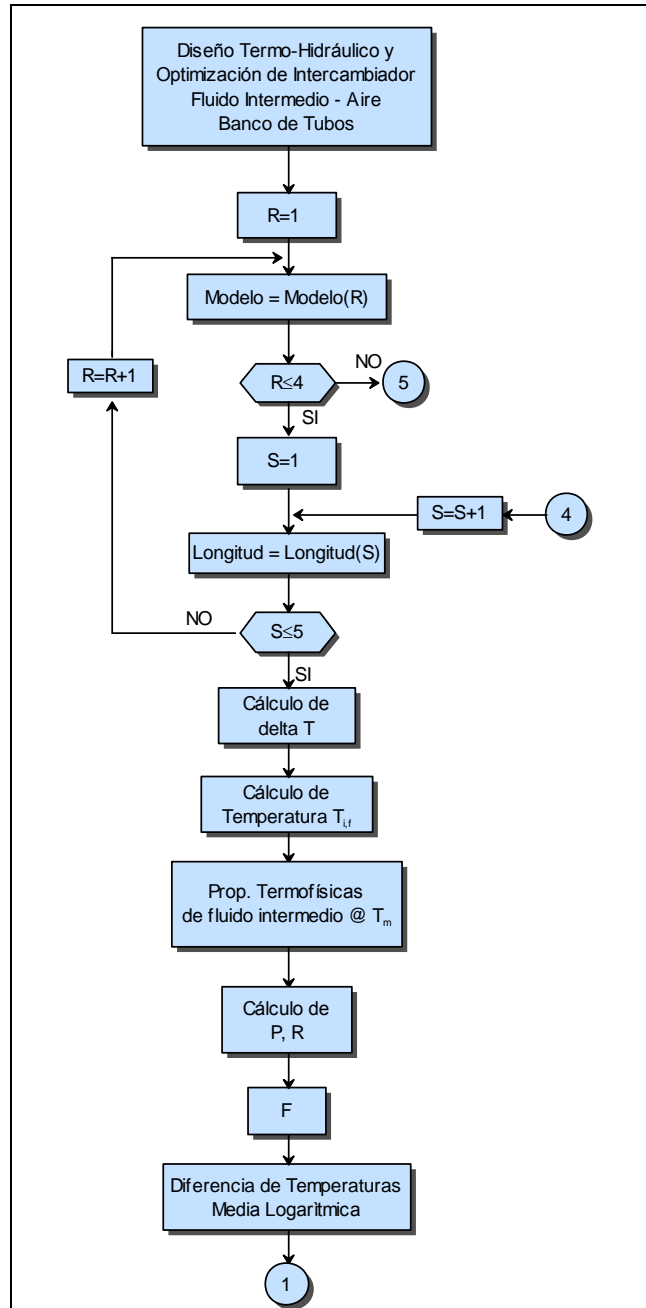 Diseño Termo-Hidráulico y
Optimización de Intercambiador
Fluido Intermedio - Aire
Banco de Tubos
R=1
Modelo = Modelo(R)
R=R+1
R≤4
NO
5
SI
S=1
S=S+1
4
Longitud = Longitud(S)
NO
S≤5
SI
Cálculo de
delta T
Cálculo de
Temperatura Ti,f
Prop. Termofísicas
de fluido intermedio @ Tm
Cálculo de
P, R
F
Diferencia de Temperaturas
Media Logarìtmica
1